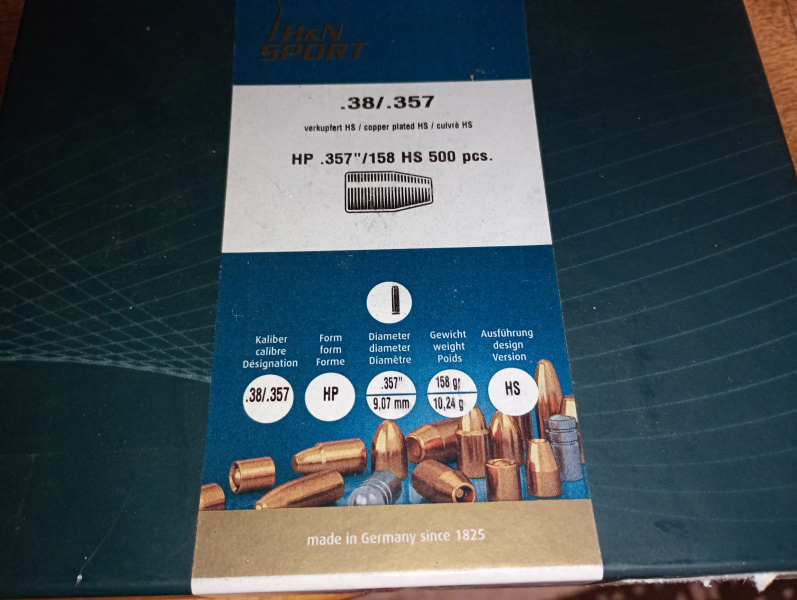 H&N
SPORT
.38/.357
verkupfert HS / copper plated HS / cuivré HS
HP .357"/158 HS 500 pcs.
Kaliber
calibre
Désignation
Form
form
Forme
Diameter
diameter
Diamètre
Gewicht
weight
Poids
Ausführung
design
Version
.38/.357
HP
.357"
9,07 mm
158 gr
10,24 g
HS
made in Germany since 1825